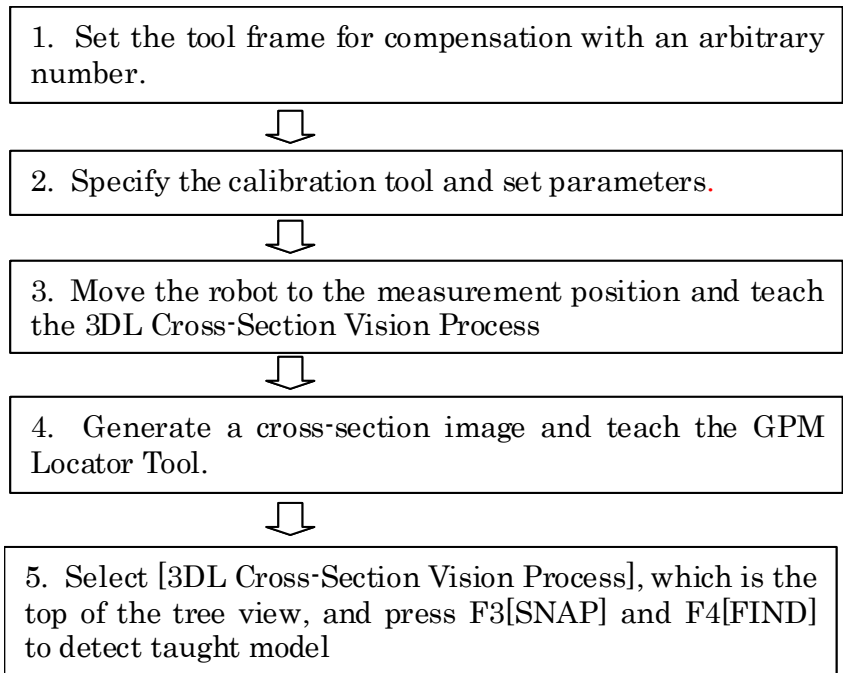 1. Set the tool frame for compensation with an arbitrary
number.
2. Specify the calibration tool and set parameters.
3. Move the robot to the measurement position and teach
the 3DL Cross-Section Vision Process
4. Generate a cross-section image and teach the GPM
Locator Tool.
5. Select [3DL Cross-Section Vision Process], which is the
top of the tree view, and press F3[SNAP] and F4[FIND]
to detect taught model